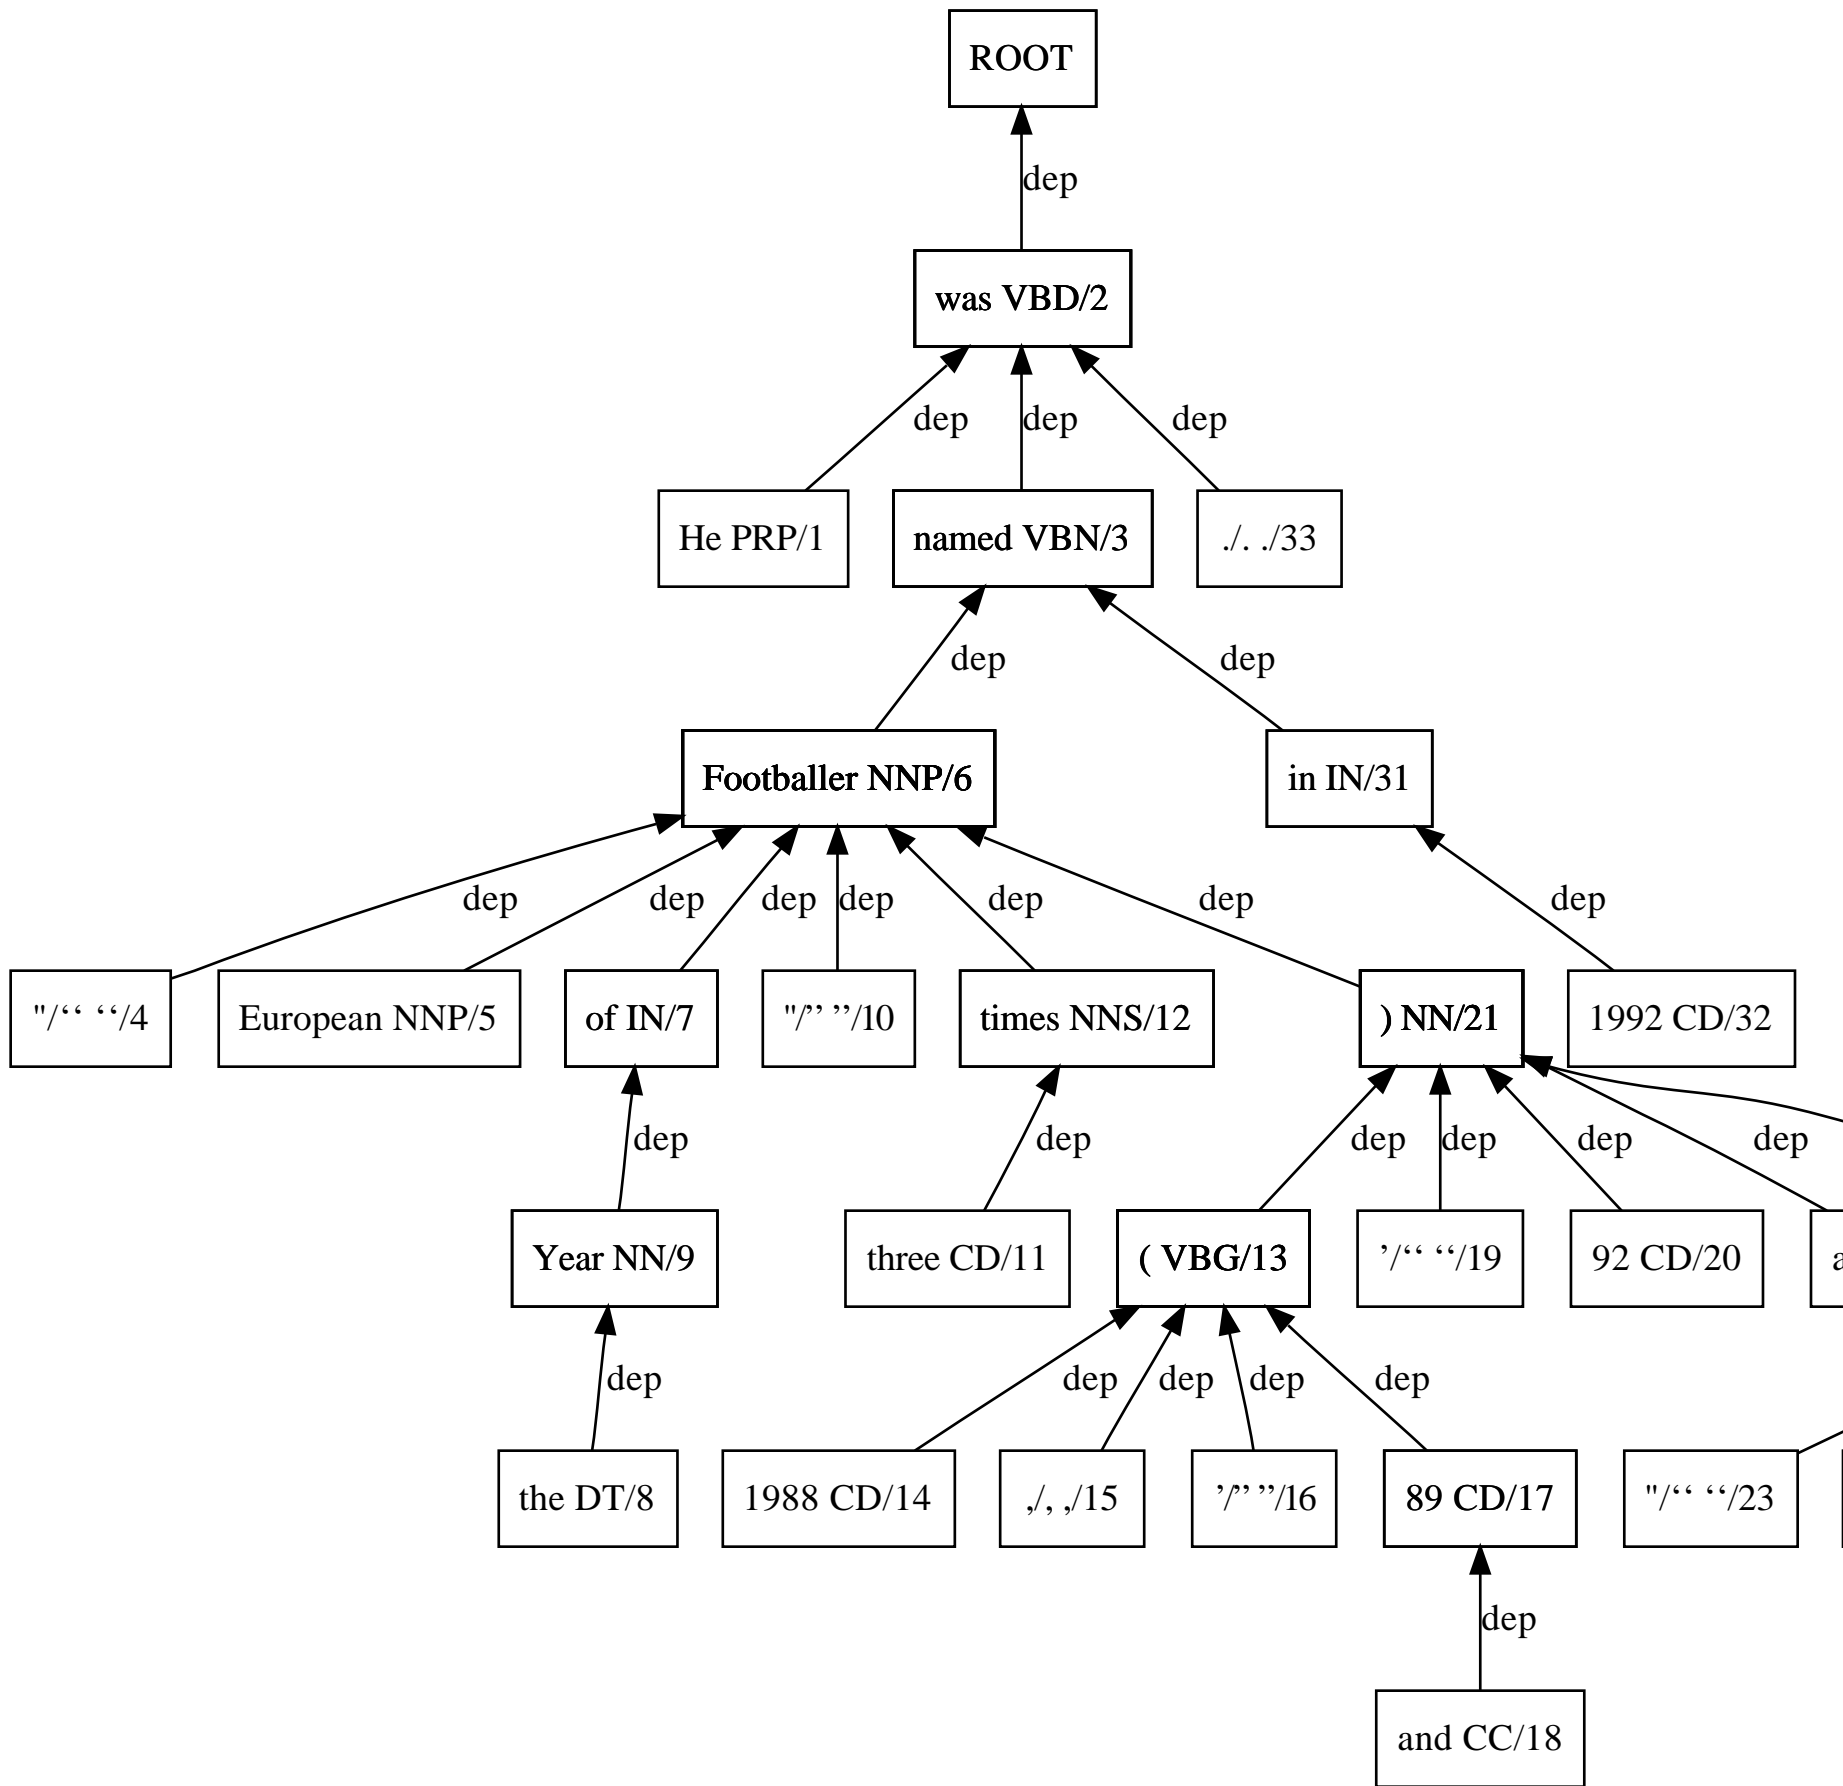 ROOT
dep
was VBD/2
dep dep dep
He PRP/1 named VBN/3 ./. ./33
dep dep
Footballer NNP/6 in IN/31
dep dep dep dep dep dep dep
"/“ “/4 European NNP/5 of IN/7 "/” ”/10 times NNS/12 ) NN/21 1992 CD/32
dep dep dep dep dep dep
Year NN/9 three CD/11 ( VBG/13 ’/“ “/19 92 CD/20 a
dep dep dep dep dep
the DT/8 1988 CD/14 ,/, ,/15 ’/” ”/16 89 CD/17 "/“ “/23
dep
and CC/18